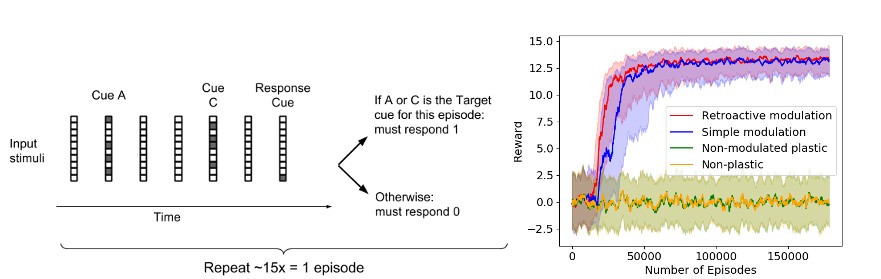 Cue A
Cue
C
Response
Cue
Input
stimuli
Time
If A or C is the Target
cue for this episode:
must respond 1
Otherwise:
must respond 0
Repeat ~15x = 1 episode
Reward
15.0
12.5
10.0
7.5
5.0
2.5
0.0
−2.5
Retroactive modulation
Simple modulation
Non-modulated plastic
Non-plastic
0
50000
100000
150000
Number of Episodes